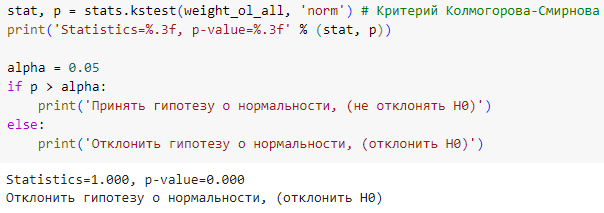 stat, p = stats.kstest(weight_ol_all, 'norm') # Критерий Колмогорова-Смирнова
print('Statistics=%.3f, p-value=%.3f' % (stat, p))
alpha = 0.05
if p > alpha:
    print('Принять гипотезу о нормальности, (не отклонять H0)')
else:
    print('Отклонить гипотезу о нормальности, (отклонить H0)')
Statistics=1.000, p-value=0.000
Отклонить гипотезу о нормальности, (отклонить H0)